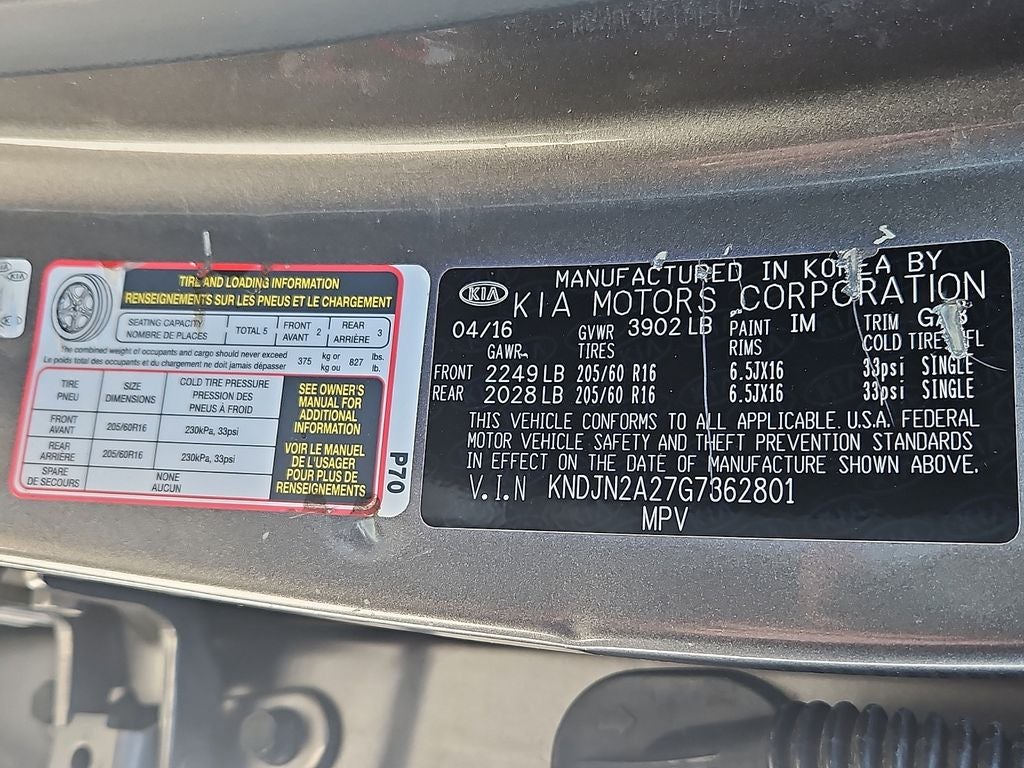 KIA
TIRE AND LOADING INFORMATION
RENSEIGNEMENTS SUR LES PNEUS ET LE CHARGEMENT
SEATING CAPACITY TOTAL 5 FRONT 2 REAR 3
NOMBRE DE PLACES AVANT ARRIÈRE
The combined weight of occupants and cargo should never exceed 375 kg or 827 lbs.
Le poids total des occupants et du chargement ne doit jamais dépasser kg ou lb.
TIRE SIZE COLD TIRE PRESSURE
PNEU DIMENSIONS PRESSION DES
PNEUS À FROID
FRONT 205/60R16 230kPa, 33psi
AVANT
REAR 205/60R16 230kPa, 33psi
ARRIÈRE
SPARE NONE
DE SECOURS AUCUN
SEE OWNER'S
MANUAL FOR
ADDITIONAL
INFORMATION
VOIR LE MANUEL
DE L'USAGER
POUR PLUS DE
RENSEIGNEMENTS
P70
MANUFACTURED IN KOREA BY
KIA KIA MOTORS CORPORATION
04/16 GVWR 3902 LB PAINT IM TRIM
GAWR TIRES RIMS COLD TIRE
FRONT 2249 LB 205/60 R16 6.5JX16 33psi SINGLE
REAR 2028 LB 205/60 R16 6.5JX16 33psi SINGLE
THIS VEHICLE CONFORMS TO ALL APPLICABLE U.S.A. FEDERAL
MOTOR VEHICLE SAFETY AND THEFT PREVENTION STANDARDS
IN EFFECT ON THE DATE OF MANUFACTURE SHOWN ABOVE.
V.I.N KNDJN2A27G7362801
MPV